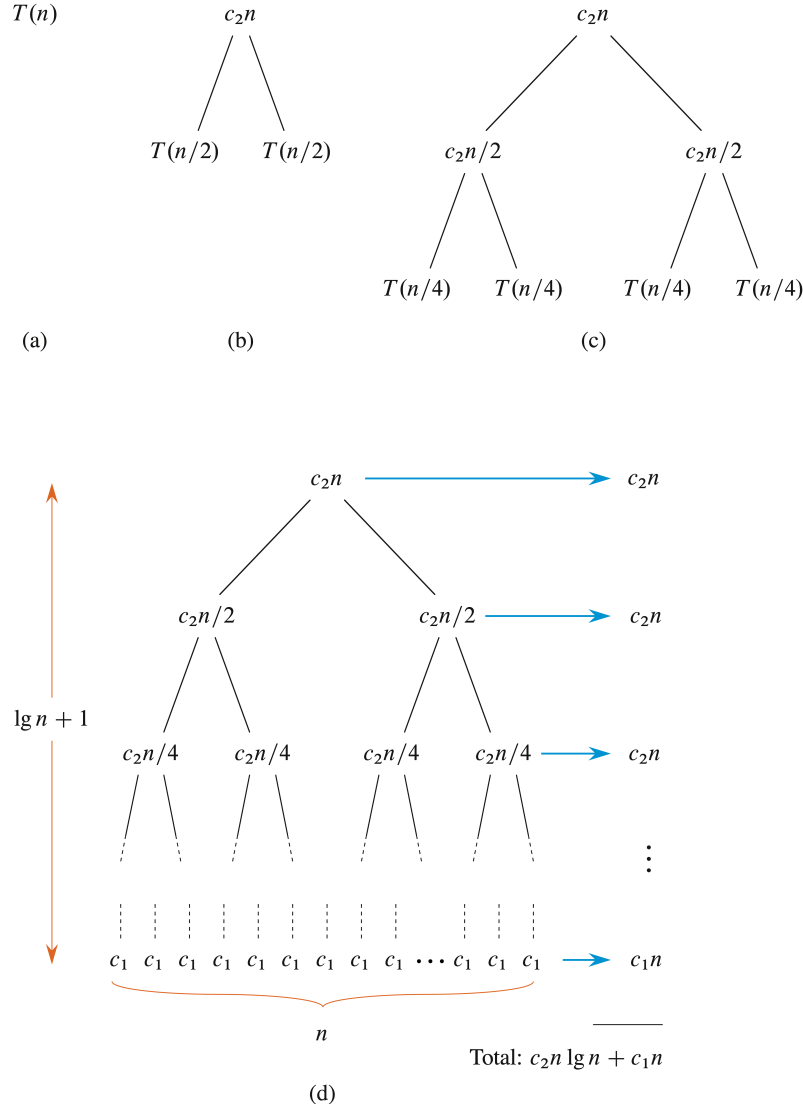 T(n) c₂n c₂n
T(n/2) T(n/2) c₂n/2 c₂n/2
T(n/4) T(n/4) T(n/4) T(n/4)
(a) (b) (c)
c₂n c₂n
c₂n/2 c₂n/2 c₂n
lg n + 1
c₂n/4 c₂n/4 c₂n/4 c₂n/4 c₂n
⋮
c₁ c₁ c₁ c₁ c₁ c₁ c₁ c₁ c₁ ⋯ c₁ c₁ c₁ c₁n
n
Total: c₂n lg n + c₁n
(d)